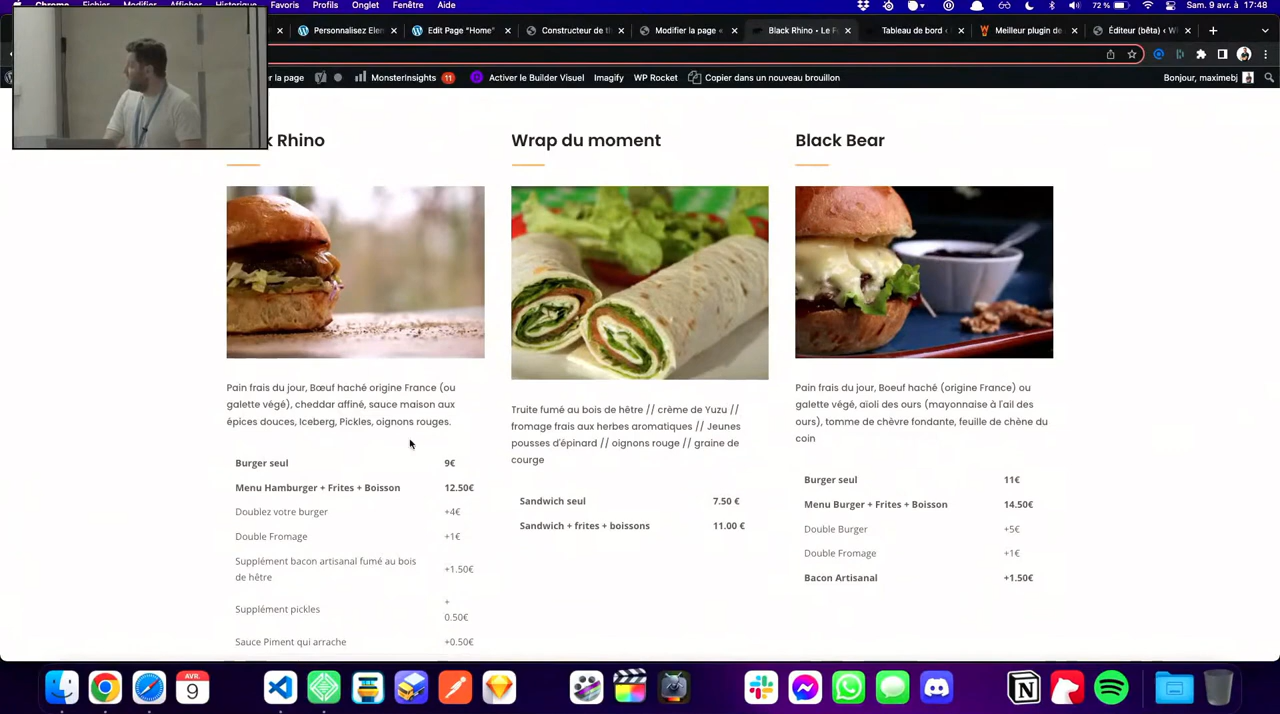 Chrome Fichier Modifier Affichage Historique Favoris Profils Onglet Fenêtre Aide
72 % Sam. 9 avr. à 17:48
Personnalisez Elem
Edit Page "Home"
Constructeur de th
Modifier la page «
Black Rhino • Le F
Tableau de bord ‹
Meilleur plugin de
Éditeur (bêta) ‹ W
la page
MonsterInsights 11
Activer le Builder Visuel
Imagify
WP Rocket
Copier dans un nouveau brouillon
Bonjour, maximebj
k Rhino
Pain frais du jour, Bœuf haché origine France (ou
galette végé), cheddar affiné, sauce maison aux
épices douces, Iceberg, Pickles, oignons rouges.
Burger seul 9€
Menu Hamburger + Frites + Boisson 12.50€
Doublez votre burger +4€
Double Fromage +1€
Supplément bacon artisanal fumé au bois
de hêtre +1.50€
Supplément pickles +
0.50€
Sauce Piment qui arrache +0.50€
Wrap du moment
Truite fumé au bois de hêtre // crème de Yuzu //
fromage frais aux herbes aromatiques // Jeunes
pousses d'épinard // oignons rouge // graine de
courge
Sandwich seul 7.50 €
Sandwich + frites + boissons 11.00 €
Black Bear
Pain frais du jour, Boeuf haché (origine France) ou
galette végé, aïoli des ours (mayonnaise à l'ail des
ours), tomme de chèvre fondante, feuille de chêne du
coin
Burger seul 11€
Menu Burger + Frites + Boisson 14.50€
Double Burger +5€
Double Fromage +1€
Bacon Artisanal +1.50€
AVR.
9